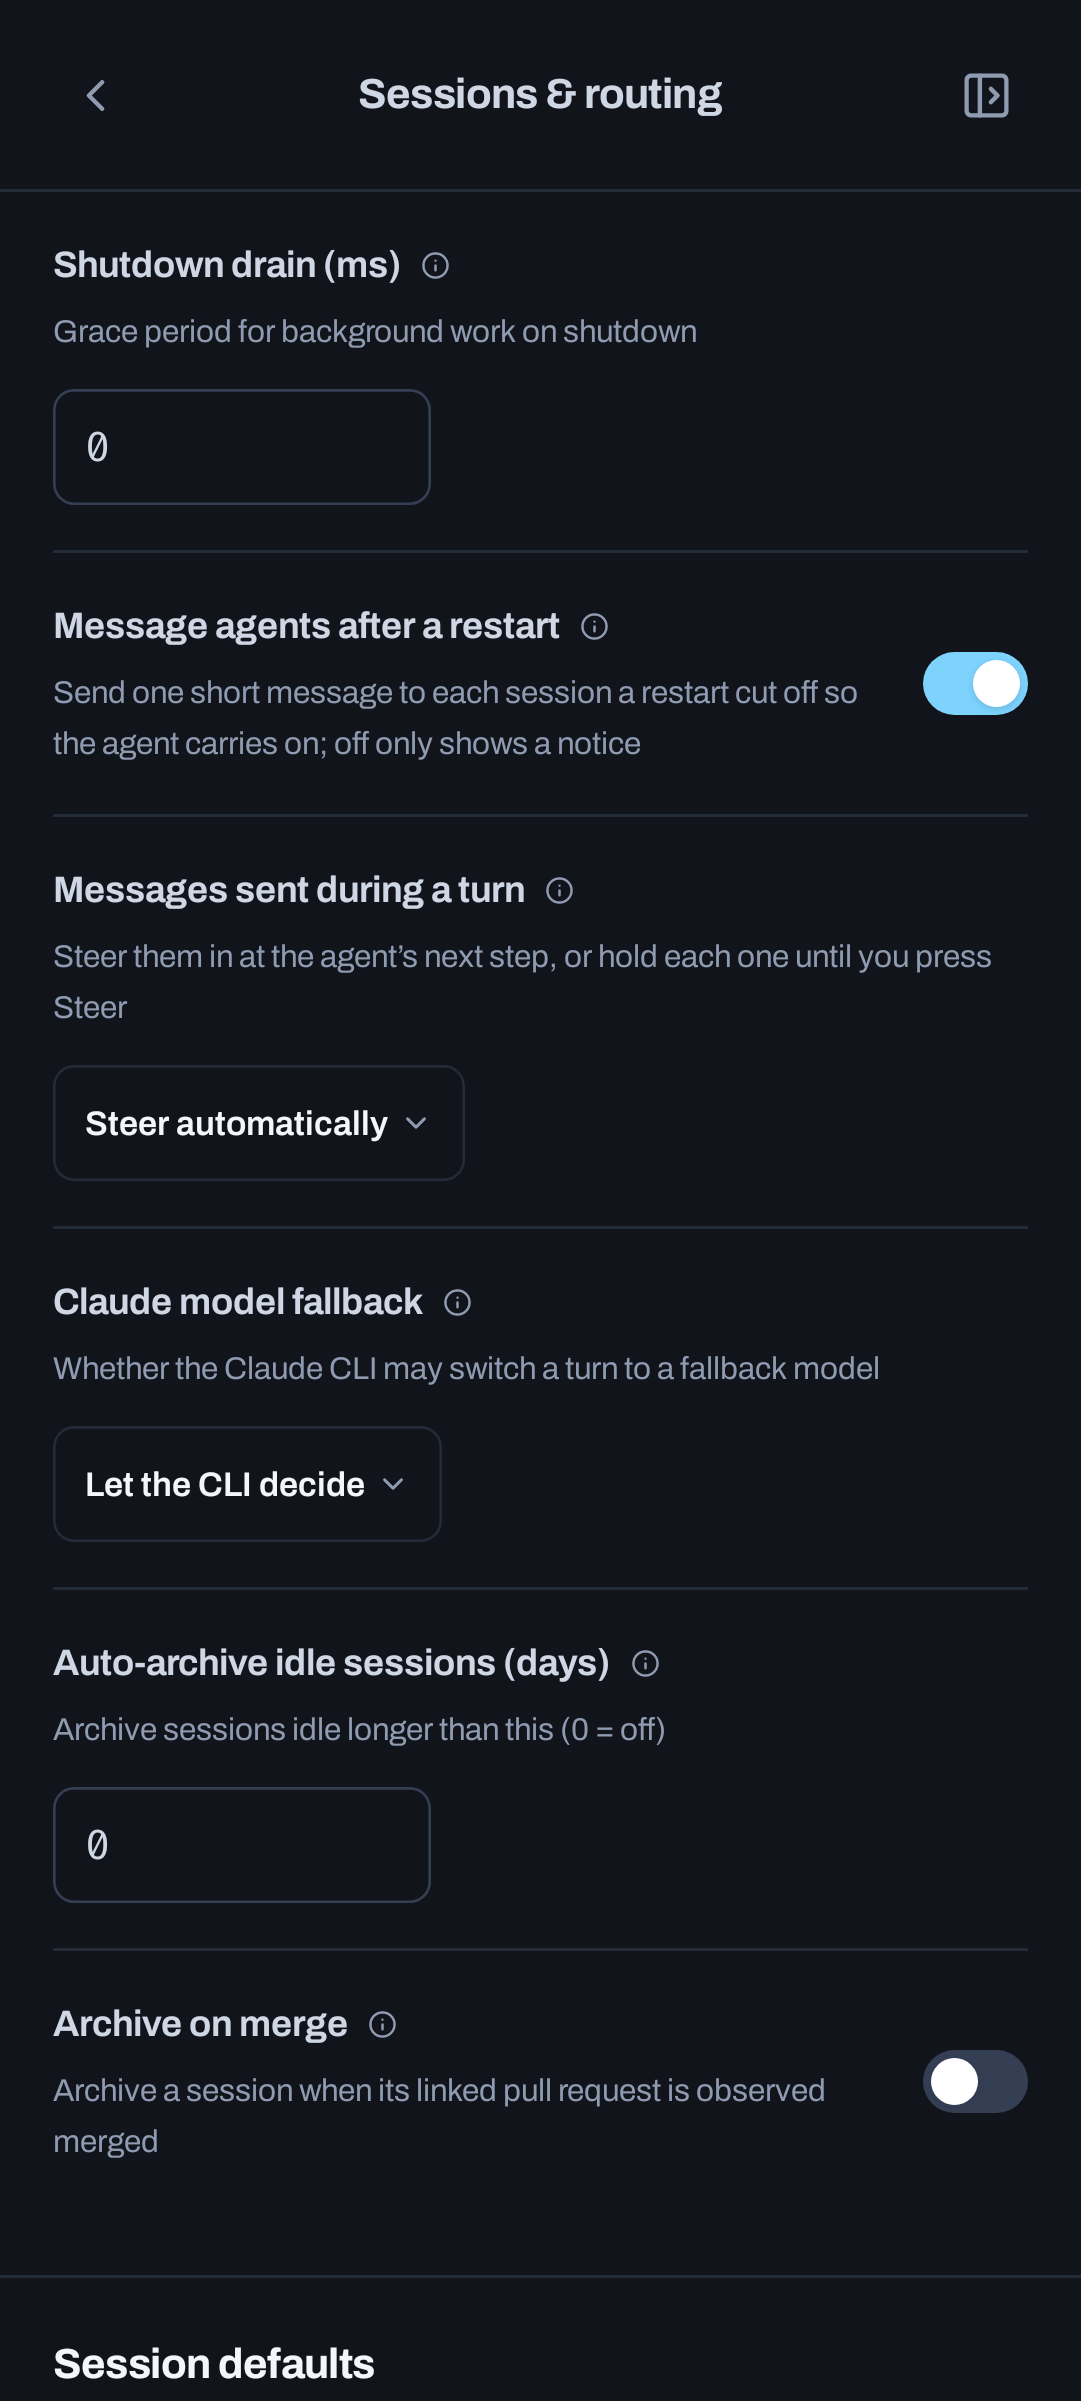 Sessions & routing
Shutdown drain (ms)
Grace period for background work on shutdown
0
Message agents after a restart
Send one short message to each session a restart cut off so
the agent carries on; off only shows a notice
Messages sent during a turn
Steer them in at the agent’s next step, or hold each one until you press
Steer
Steer automatically
Claude model fallback
Whether the Claude CLI may switch a turn to a fallback model
Let the CLI decide
Auto-archive idle sessions (days)
Archive sessions idle longer than this (0 = off)
0
Archive on merge
Archive a session when its linked pull request is observed
merged
Session defaults